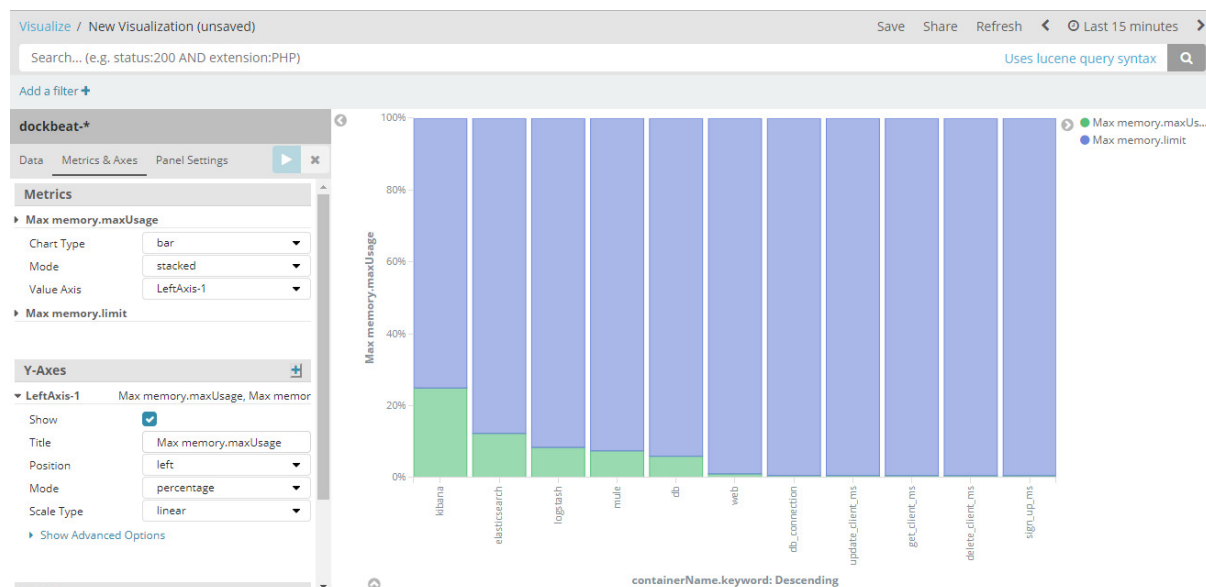 Visualize / New Visualization (unsaved)
Save Share Refresh Last 15 minutes
Search... (e.g. status:200 AND extension:PHP)
Uses lucene query syntax
Add a filter +
dockbeat-*
Data Metrics & Axes Panel Settings
Metrics
Max memory.maxUsage
Chart Type bar
Mode stacked
Value Axis LeftAxis-1
Max memory.limit
Y-Axes
LeftAxis-1 Max memory.maxUsage, Max memor
Show
Title Max memory.maxUsage
Position left
Mode percentage
Scale Type linear
Show Advanced Options
Max memory.maxUsage
100%
80%
60%
40%
20%
0%
kibana
elasticsearch
logstash
mule
db
web
db_connection
update_client_ms
get_client_ms
delete_client_ms
sign_up_ms
containerName.keyword: Descending
Max memory.maxUs...
Max memory.limit